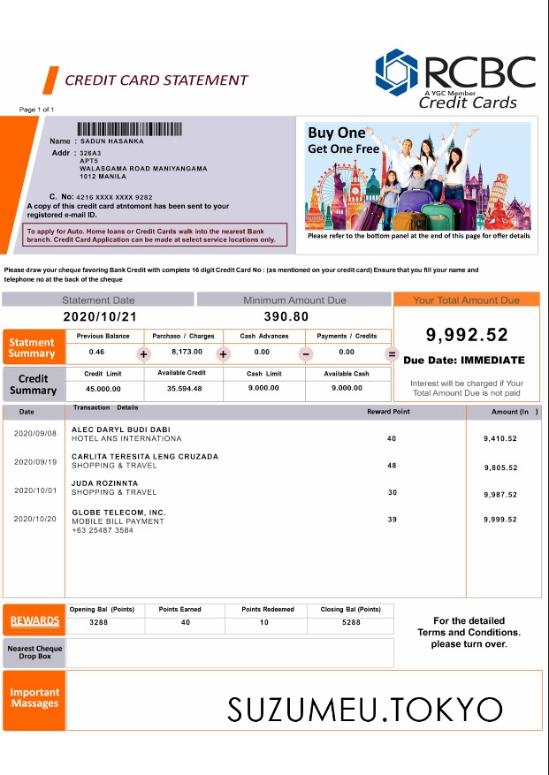 CREDIT CARD STATEMENT
RCBC
A YGC Member
Credit Cards
Page 1 of 1
Name : SADUN HASANKA
Addr : 326A3
APT5
WALASGAMA ROAD MANIYANGAMA
1012 MANILA
C. No: 4216 XXXX XXXX 9282
A copy of this credit card atntomont has been sent to your
registered e-mail ID.
To apply for Auto. Home loans or Credit Cards walk into the nearest Bank
branch. Credit Card Application can be made at select service locations only.
Buy One
Get One Free
Please refer to the bottom panel at the end of this page for offer details
Please draw your cheque favoring Bank Credit with complete 16 digit Credit Card No : (as mentioned on your credit card) Ensure that you fill your name and
telephone no at the back of the cheque
Statement Date Minimum Amount Due Your Total Amount Due
2020/10/21 390.80 9,992.52
Statment
Summary
Previous Balance Purchaso / Charges Cash Advances Payments / Credits
0.46 + 8,173.00 + 0.00 − 0.00 =
Due Date: IMMEDIATE
Credit
Summary
Credit Limit Available Credit Cash Limit Available Cash
45.000.00 35.594.48 9.000.00 9.000.00
Interest will be charged if Your
Total Amount Due is not paid
Date Transaction Details Reward Point Amount (In )
2020/09/08 ALEC DARYL BUDI DABI
HOTEL ANS INTERNATIONA 40 9,410.52
2020/09/19 CARLITA TERESITA LENG CRUZADA
SHOPPING & TRAVEL 48 9,805.52
2020/10/01 JUDA ROZINNTA
SHOPPING & TRAVEL 30 9,987.52
2020/10/20 GLOBE TELECOM, INC.
MOBILE BILL PAYMENT 39 9,999.52
+63 25487 3584
REWARDS
Opening Bal (Points) Points Earned Points Redeemed Closing Bal (Points)
3288 40 10 5288
For the detailed
Terms and Conditions.
please turn over.
Nearest Cheque
Drop Box
Important
Massages
SUZUMEU.TOKYO